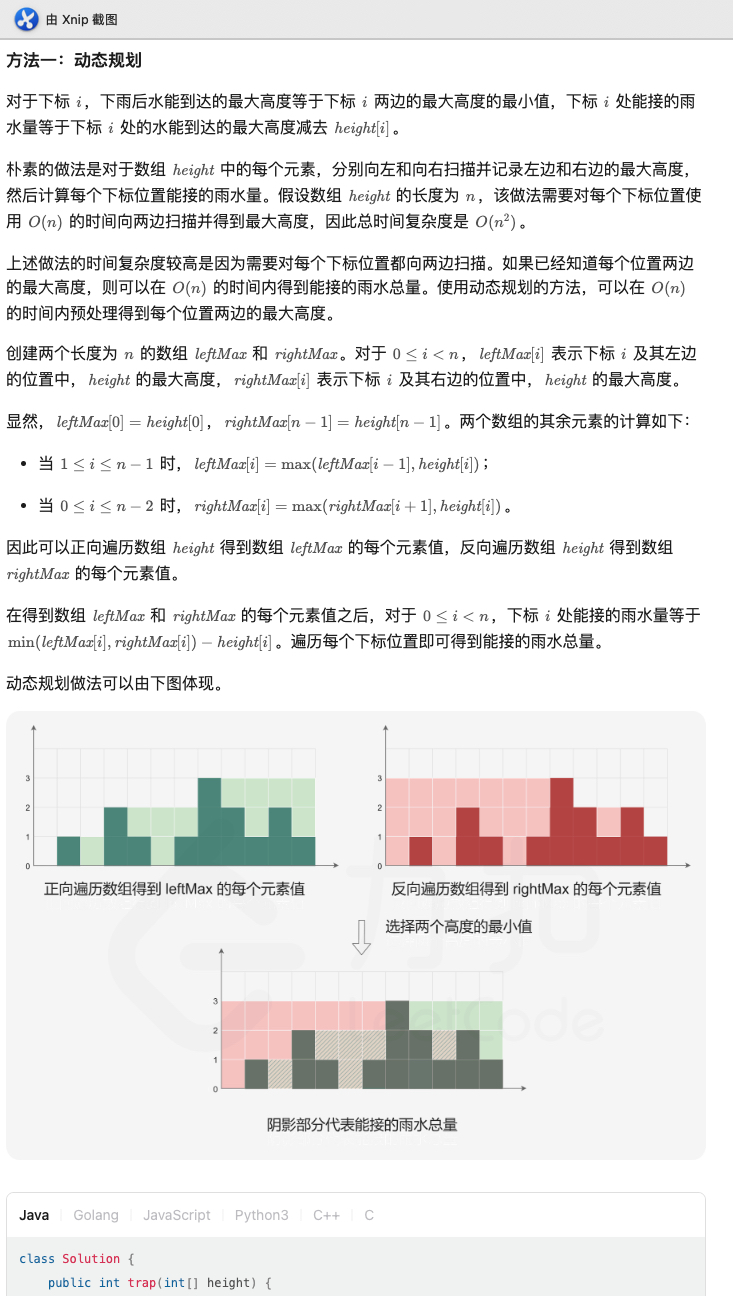 由 Xnip 截图
方法一：动态规划
对于下标 i，下雨后水能到达的最大高度等于下标 i 两边的最大高度的最小值，下标 i 处能接的雨
水量等于下标 i 处的水能到达的最大高度减去 height[i]。
朴素的做法是对于数组 height 中的每个元素，分别向左和向右扫描并记录左边和右边的最大高度，
然后计算每个下标位置能接的雨水量。假设数组 height 的长度为 n，该做法需要对每个下标位置使
用 O(n) 的时间向两边扫描并得到最大高度，因此总时间复杂度是 O(n²)。
上述做法的时间复杂度较高是因为需要对每个下标位置都向两边扫描。如果已经知道每个位置两边
的最大高度，则可以在 O(n) 的时间内得到能接的雨水总量。使用动态规划的方法，可以在 O(n)
的时间内预处理得到每个位置两边的最大高度。
创建两个长度为 n 的数组 leftMax 和 rightMax。对于 0 ≤ i < n，leftMax[i] 表示下标 i 及其左边
的位置中，height 的最大高度，rightMax[i] 表示下标 i 及其右边的位置中，height 的最大高度。
显然，leftMax[0] = height[0]，rightMax[n − 1] = height[n − 1]。两个数组的其余元素的计算如下：
• 当 1 ≤ i ≤ n − 1 时，leftMax[i] = max(leftMax[i − 1], height[i])；
• 当 0 ≤ i ≤ n − 2 时，rightMax[i] = max(rightMax[i + 1], height[i])。
因此可以正向遍历数组 height 得到数组 leftMax 的每个元素值，反向遍历数组 height 得到数组
rightMax 的每个元素值。
在得到数组 leftMax 和 rightMax 的每个元素值之后，对于 0 ≤ i < n，下标 i 处能接的雨水量等于
min(leftMax[i], rightMax[i]) − height[i]。遍历每个下标位置即可得到能接的雨水总量。
动态规划做法可以由下图体现。
3
2
1
0
正向遍历数组得到 leftMax 的每个元素值
3
2
1
0
反向遍历数组得到 rightMax 的每个元素值
选择两个高度的最小值
3
2
1
0
阴影部分代表能接的雨水总量
力扣
LeetCode
Java Golang JavaScript Python3 C++ C
class Solution {
public int trap(int[] height) {